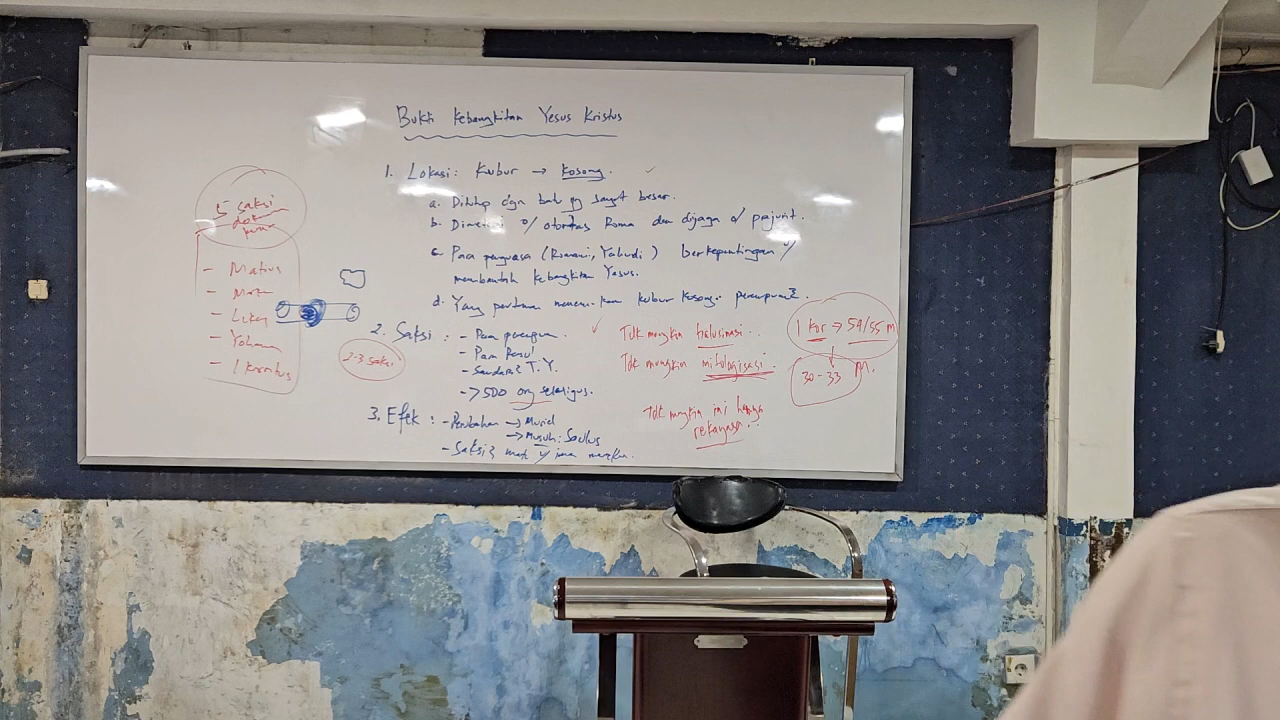 Bukti Kebangkitan Yesus Kristus
1. Lokasi: Kubur → kosong.
a. Ditutup dgn batu yg sangat besar.
b. Dimeterai o/ otoritas Roma dan dijaga o/ prajurit.
c. Para penguasa (Romawi, Yahudi) berkepentingan u/
membantah kebangkitan Yesus.
d. Yang pertama menemukan kubur kosong: perempuan2.
2. Saksi: - Para perempuan.
- Para Rasul
- Saudara2 T.Y.
- >500 org sekaligus.
3. Efek: - Perubahan → Murid
→ Musuh: Saulus
- Saksi2 mati u/ iman mereka.
5 saksi
- Matius
- Lukas
- Yohanes
- 1 Korintus
2-3 saksi
Tdk mungkin halusinasi..
Tdk mungkin mitologisasi.
Tdk mungkin ini hanya
rekayasa..
1 Kor → 54/55 M
30-33 M.